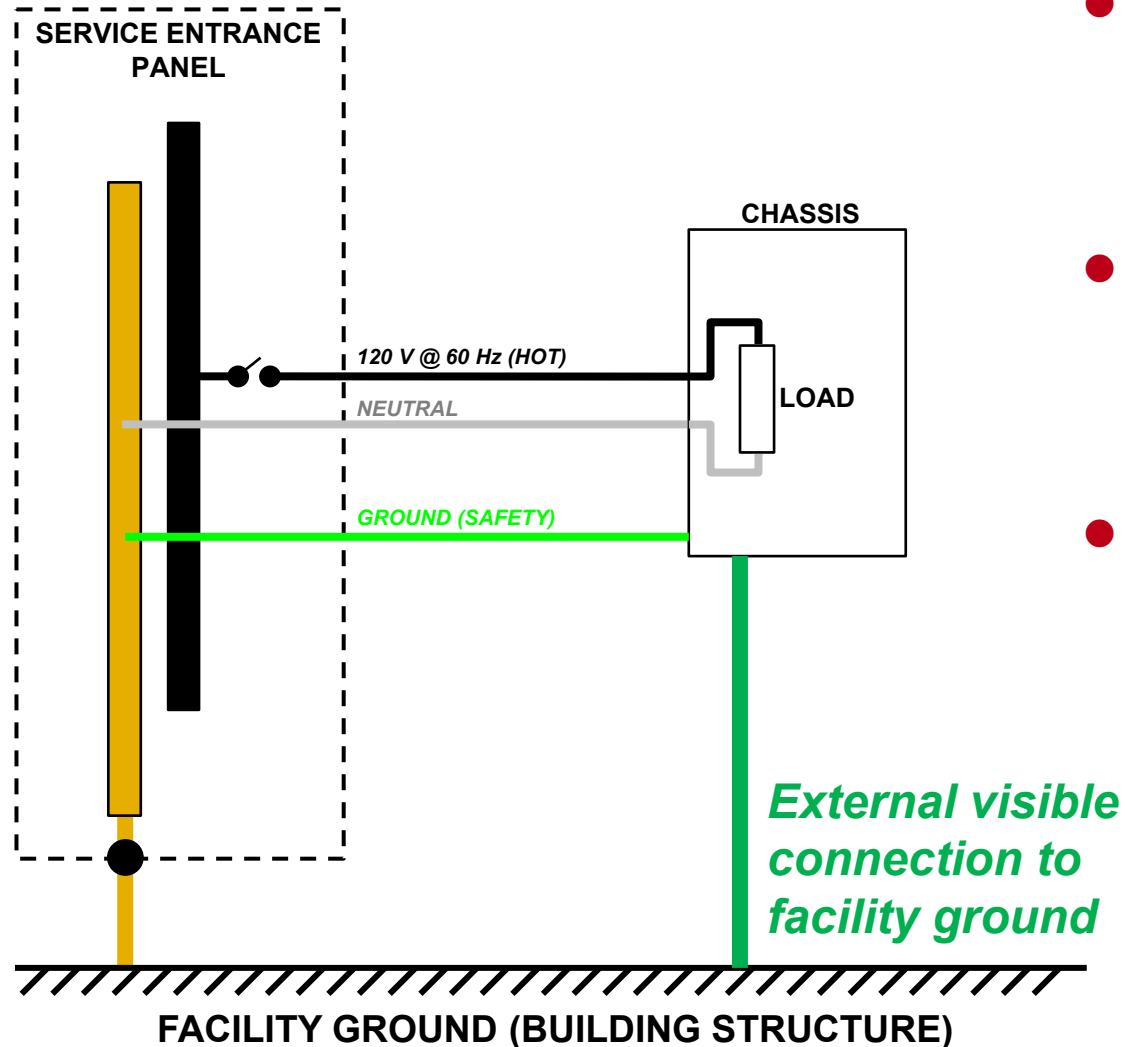 SERVICE ENTRANCE
PANEL
CHASSIS
120 V @ 60 Hz (HOT)
NEUTRAL
LOAD
GROUND (SAFETY)
External visible
connection to
facility ground
FACILITY GROUND (BUILDING STRUCTURE)